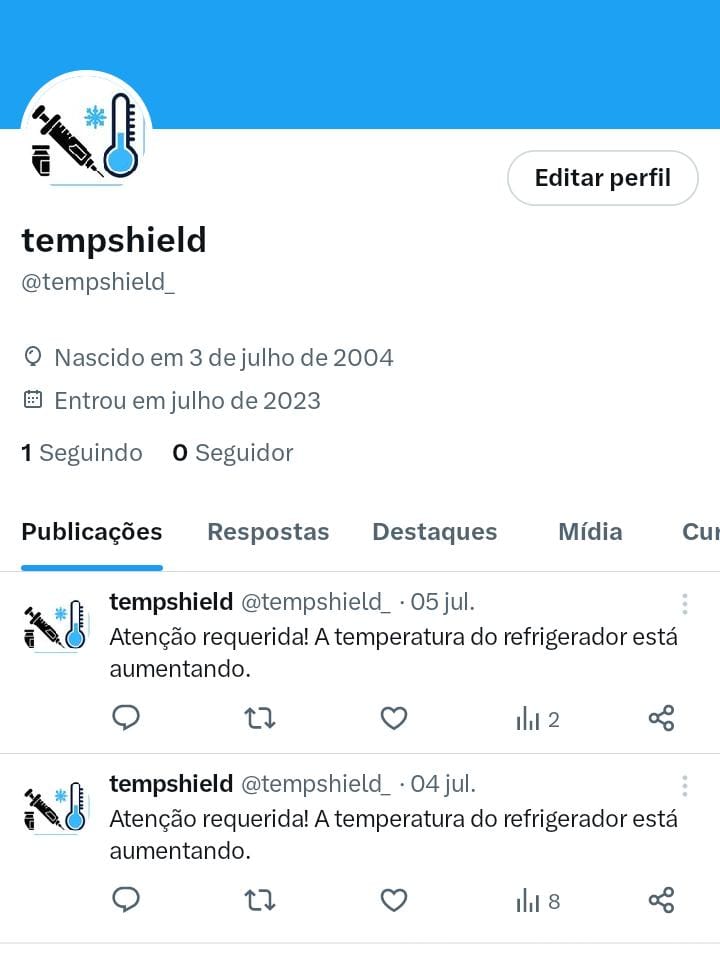 Editar perfil
tempshield
@tempshield_
Nascido em 3 de julho de 2004
Entrou em julho de 2023
1 Seguindo 0 Seguidor
Publicações Respostas Destaques Mídia Cur
tempshield @tempshield_ · 05 jul.
Atenção requerida! A temperatura do refrigerador está
aumentando.
2
tempshield @tempshield_ · 04 jul.
Atenção requerida! A temperatura do refrigerador está
aumentando.
8